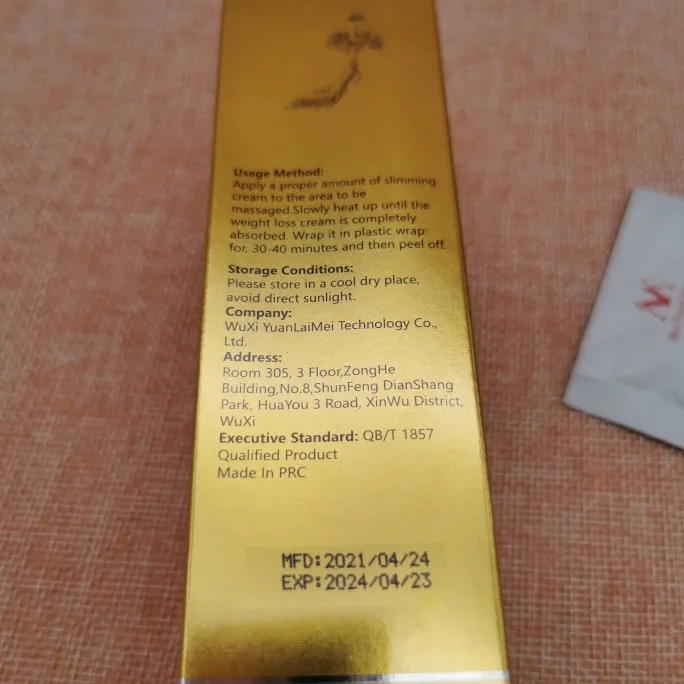 Usage Method:
Apply a proper amount of slimming
cream to the area to be
massaged.Slowly heat up until the
weight loss cream is completely
absorbed. Wrap it in plastic wrap
for, 30-40 minutes and then peel off.
Storage Conditions:
Please store in a cool dry place,
avoid direct sunlight.
Company:
WuXi YuanLaiMei Technology Co.,
Ltd.
Address:
Room 305, 3 Floor,ZongHe
Building,No.8,ShunFeng DianShang
Park, HuaYou 3 Road, XinWu District,
WuXi
Executive Standard: QB/T 1857
Qualified Product
Made In PRC
MFD:2021/04/24
EXP:2024/04/23